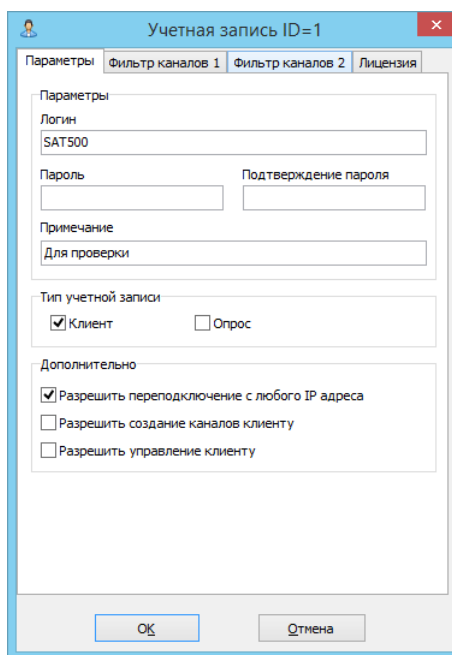 Учетная запись ID=1
Параметры Фильтр каналов 1 Фильтр каналов 2 Лицензия
Параметры
Логин
SAT500
Пароль Подтверждение пароля
Примечание
Для проверки
Тип учетной записи
Клиент Опрос
Дополнительно
Разрешить переподключение с любого IP адреса
Разрешить создание каналов клиенту
Разрешить управление клиенту
ОК Отмена